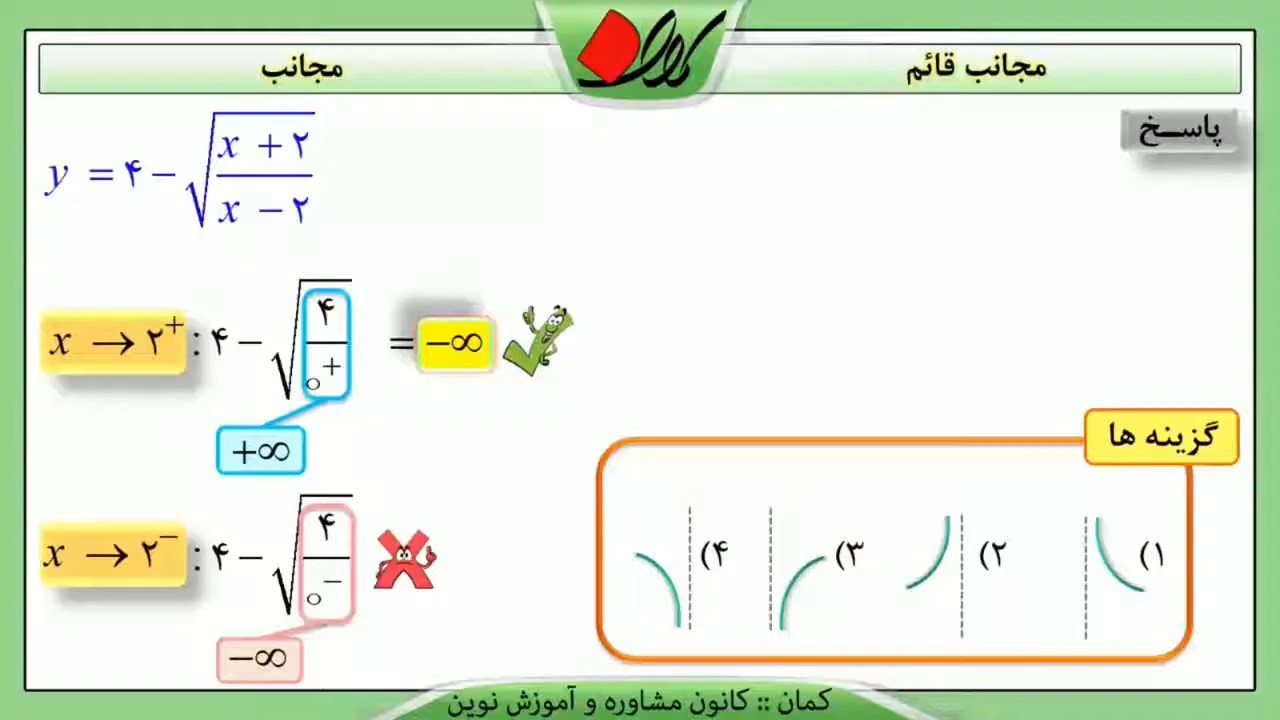 مجانب قائم
مجانب
پاسـخ
y = ۴ − √((x + ۲)/(x − ۲))
x → ۲⁺ : ۴ − √(۴/۰⁺) = −∞
+∞
x → ۲⁻ : ۴ − √(۴/۰⁻)
−∞
گزینه ها
۱)
۲)
۳)
۴)
کمان :: کانون مشاوره و آموزش نوین